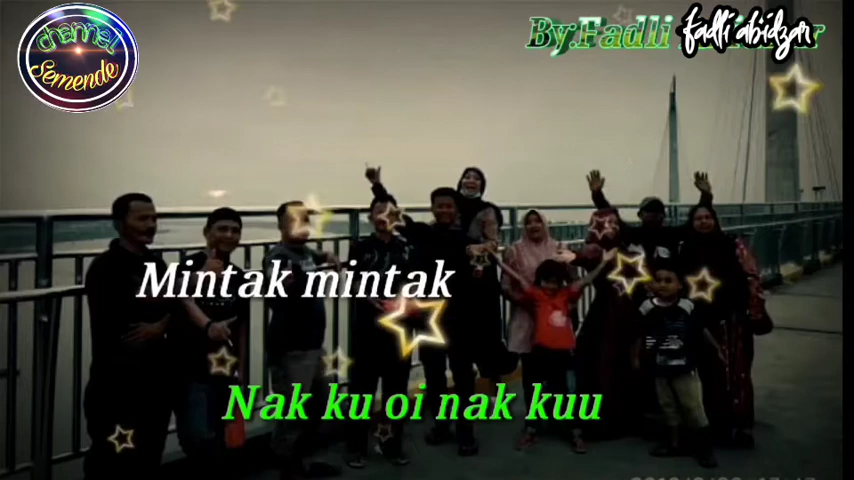 channel
Semende
By:Fadli
fadli abidzar
Mintak mintak
Nak ku oi nak kuu